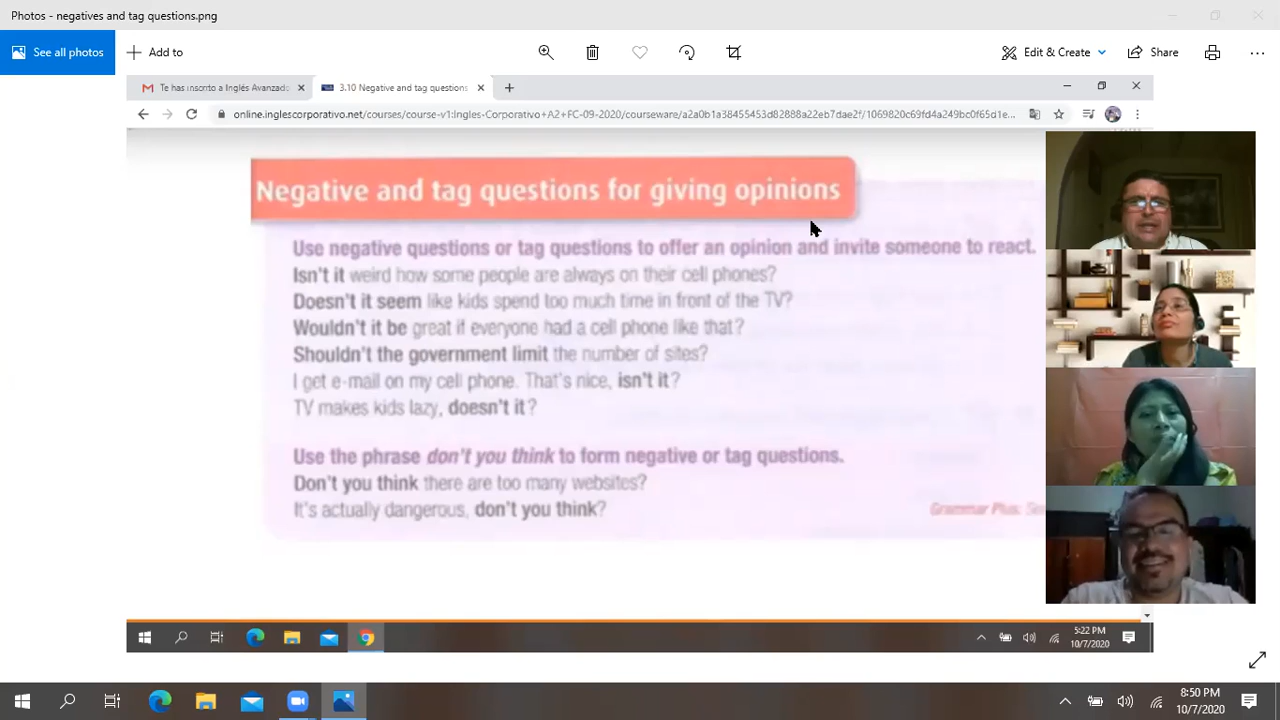 Photos - negatives and tag questions.png
See all photos
Add to
Edit & Create
Share
Te has inscrito a Inglés Avanzado
3.10 Negative and tag questions
online.inglescorporativo.net/courses/course-v1:Ingles-Corporativo+A2+FC-09-2020/courseware/
Negative and tag questions for giving opinions
Use negative questions or tag questions to offer an opinion and invite someone to react.
Isn't it weird how some people are always on their cell phones?
Doesn't it seem like kids spend too much time in front of the TV?
Wouldn't it be great if everyone had a cell phone like that?
Shouldn't the government limit the number of sites?
I get e-mail on my cell phone. That's nice, isn't it?
TV makes kids lazy, doesn't it?
Use the phrase don't you think to form negative or tag questions.
Don't you think there are too many websites?
It's actually dangerous, don't you think?
Grammar Plus.
5:22 PM
10/7/2020
8:50 PM
10/7/2020